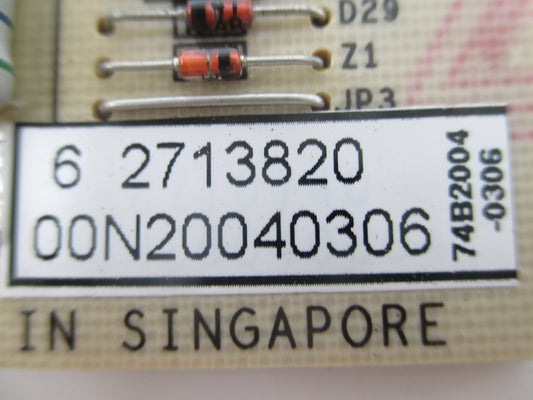 D29
Z1
JP3
6 2713820
00N20040306
74B2004
-0306
IN SINGAPORE